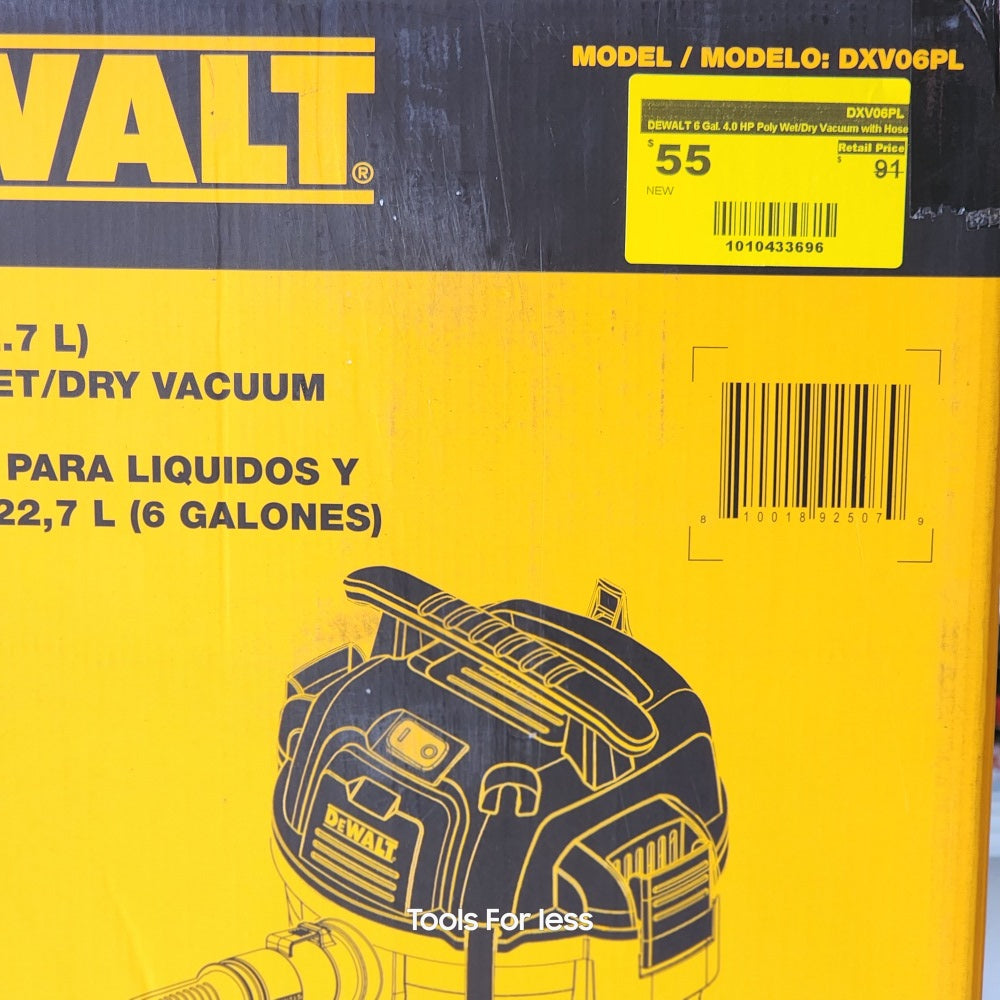 WALT®
MODEL / MODELO: DXV06PL
DXV06PL
DEWALT 6 Gal. 4.0 HP Poly Wet/Dry Vacuum with Hose
$55
Retail Price
$91
NEW
1010433696
.7 L)
ET/DRY VACUUM
PARA LIQUIDOS Y
22,7 L (6 GALONES)
8 10018 92507 9
DEWALT
Tools For less